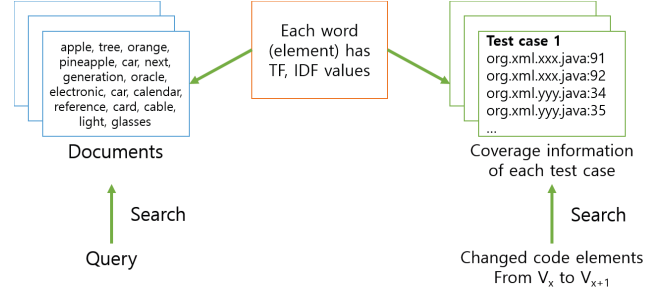 apple, tree, orange,
pineapple, car, next,
generation, oracle,
electronic, car, calendar,
reference, card, cable,
light, glasses
Documents
Search
Query
Each word
(element) has
TF, IDF values
Test case 1
org.xml.xxx.java:91
org.xml.xxx.java:92
org.xml.yyy.java:34
org.xml.yyy.java:35
...
Coverage information
of each test case
Search
Changed code elements
From Vx to Vx+1